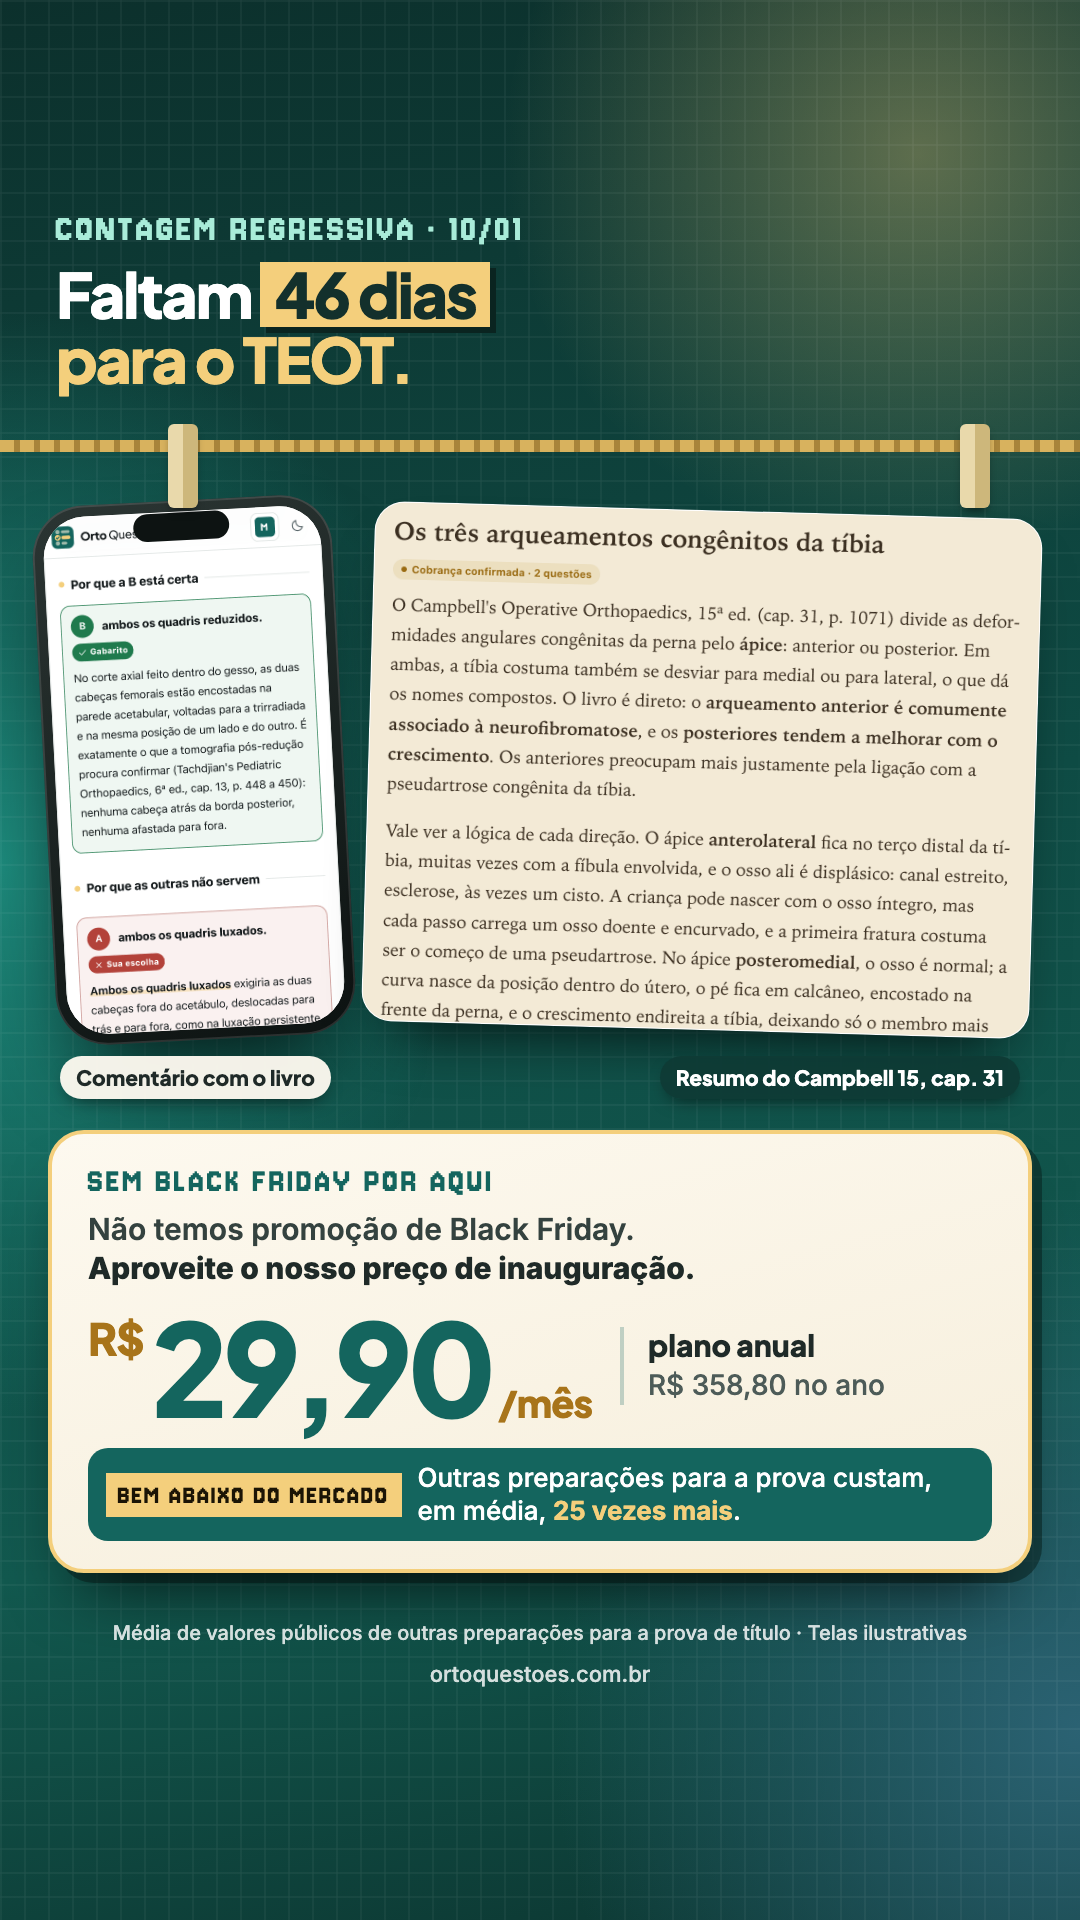 CONTAGEM REGRESSIVA · 10/01
Faltam 46 dias
para o TEOT.
Orto Ques
M
Por que a B está certa
B ambos os quadris reduzidos.
✓ Gabarito
No corte axial feito dentro do gesso, as duas
cabeças femorais estão encostadas na
parede acetabular, voltadas para a trirradiada
e na mesma posição de um lado e do outro. É
exatamente o que a tomografia pós-redução
procura confirmar (Tachdjian's Pediatric
Orthopaedics, 6ª ed., cap. 13, p. 448 a 450):
nenhuma cabeça atrás da borda posterior,
nenhuma afastada para fora.
Por que as outras não servem
A ambos os quadris luxados.
× Sua escolha
Ambos os quadris luxados exigiria as duas
cabeças fora do acetábulo, deslocadas para
trás e para fora, como na luxação persistente
Os três arqueamentos congênitos da tíbia
• Cobrança confirmada · 2 questões
O Campbell's Operative Orthopaedics, 15ª ed. (cap. 31, p. 1071) divide as defor-
midades angulares congênitas da perna pelo ápice: anterior ou posterior. Em
ambas, a tíbia costuma também se desviar para medial ou para lateral, o que dá
os nomes compostos. O livro é direto: o arqueamento anterior é comumente
associado à neurofibromatose, e os posteriores tendem a melhorar com o
crescimento. Os anteriores preocupam mais justamente pela ligação com a
pseudartrose congênita da tíbia.
Vale ver a lógica de cada direção. O ápice anterolateral fica no terço distal da tí-
bia, muitas vezes com a fíbula envolvida, e o osso ali é displásico: canal estreito,
esclerose, às vezes um cisto. A criança pode nascer com o osso íntegro, mas
cada passo carrega um osso doente e encurvado, e a primeira fratura costuma
ser o começo de uma pseudartrose. No ápice posteromedial, o osso é normal; a
curva nasce da posição dentro do útero, o pé fica em calcâneo, encostado na
frente da perna, e o crescimento endireita a tíbia, deixando só o membro mais
Comentário com o livro
Resumo do Campbell 15, cap. 31
SEM BLACK FRIDAY POR AQUI
Não temos promoção de Black Friday.
Aproveite o nosso preço de inauguração.
R$ 29,90 /mês
plano anual
R$ 358,80 no ano
BEM ABAIXO DO MERCADO
Outras preparações para a prova custam,
em média, 25 vezes mais.
Média de valores públicos de outras preparações para a prova de título · Telas ilustrativas
ortoquestoes.com.br